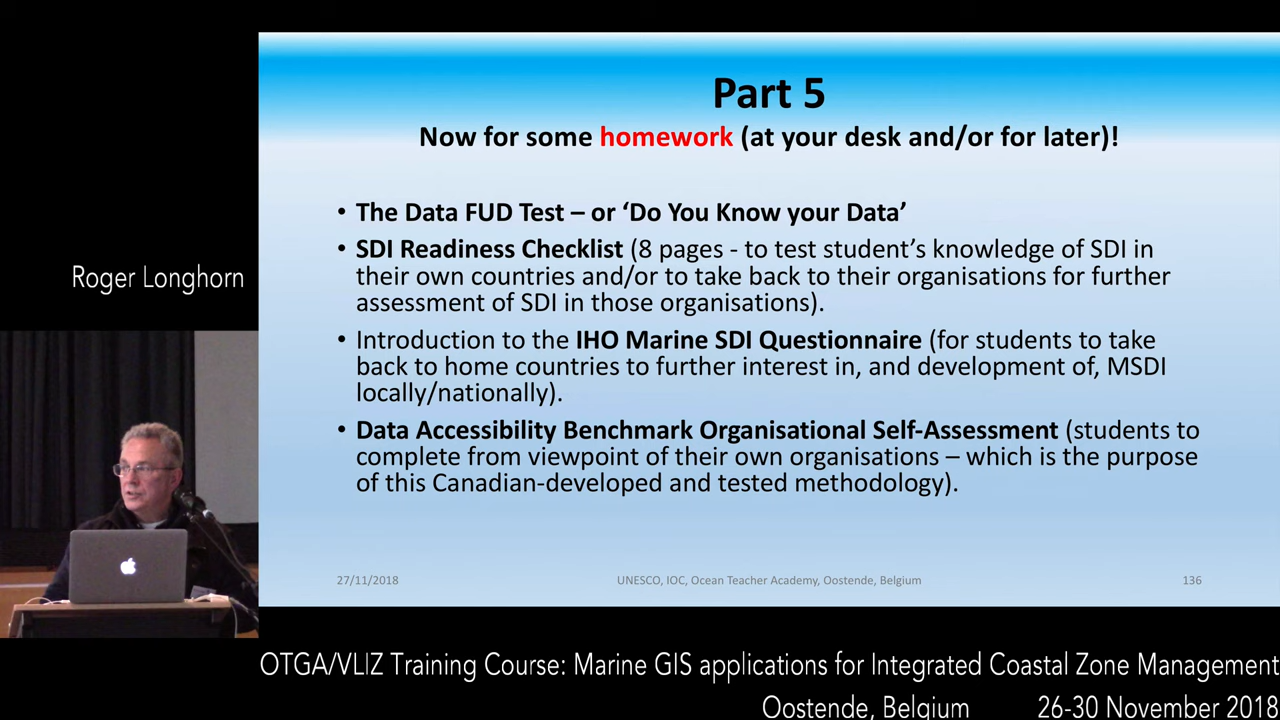 Part 5
Now for some homework (at your desk and/or for later)!
• The Data FUD Test – or ‘Do You Know your Data’
• SDI Readiness Checklist (8 pages - to test student’s knowledge of SDI in
their own countries and/or to take back to their organisations for further
assessment of SDI in those organisations).
• Introduction to the IHO Marine SDI Questionnaire (for students to take
back to home countries to further interest in, and development of, MSDI
locally/nationally).
• Data Accessibility Benchmark Organisational Self-Assessment (students to
complete from viewpoint of their own organisations – which is the purpose
of this Canadian-developed and tested methodology).
27/11/2018
UNESCO, IOC, Ocean Teacher Academy, Oostende, Belgium
136
Roger Longhorn
OTGA/VLIZ Training Course: Marine GIS applications for Integrated Coastal Zone Management
Oostende, Belgium 26-30 November 2018